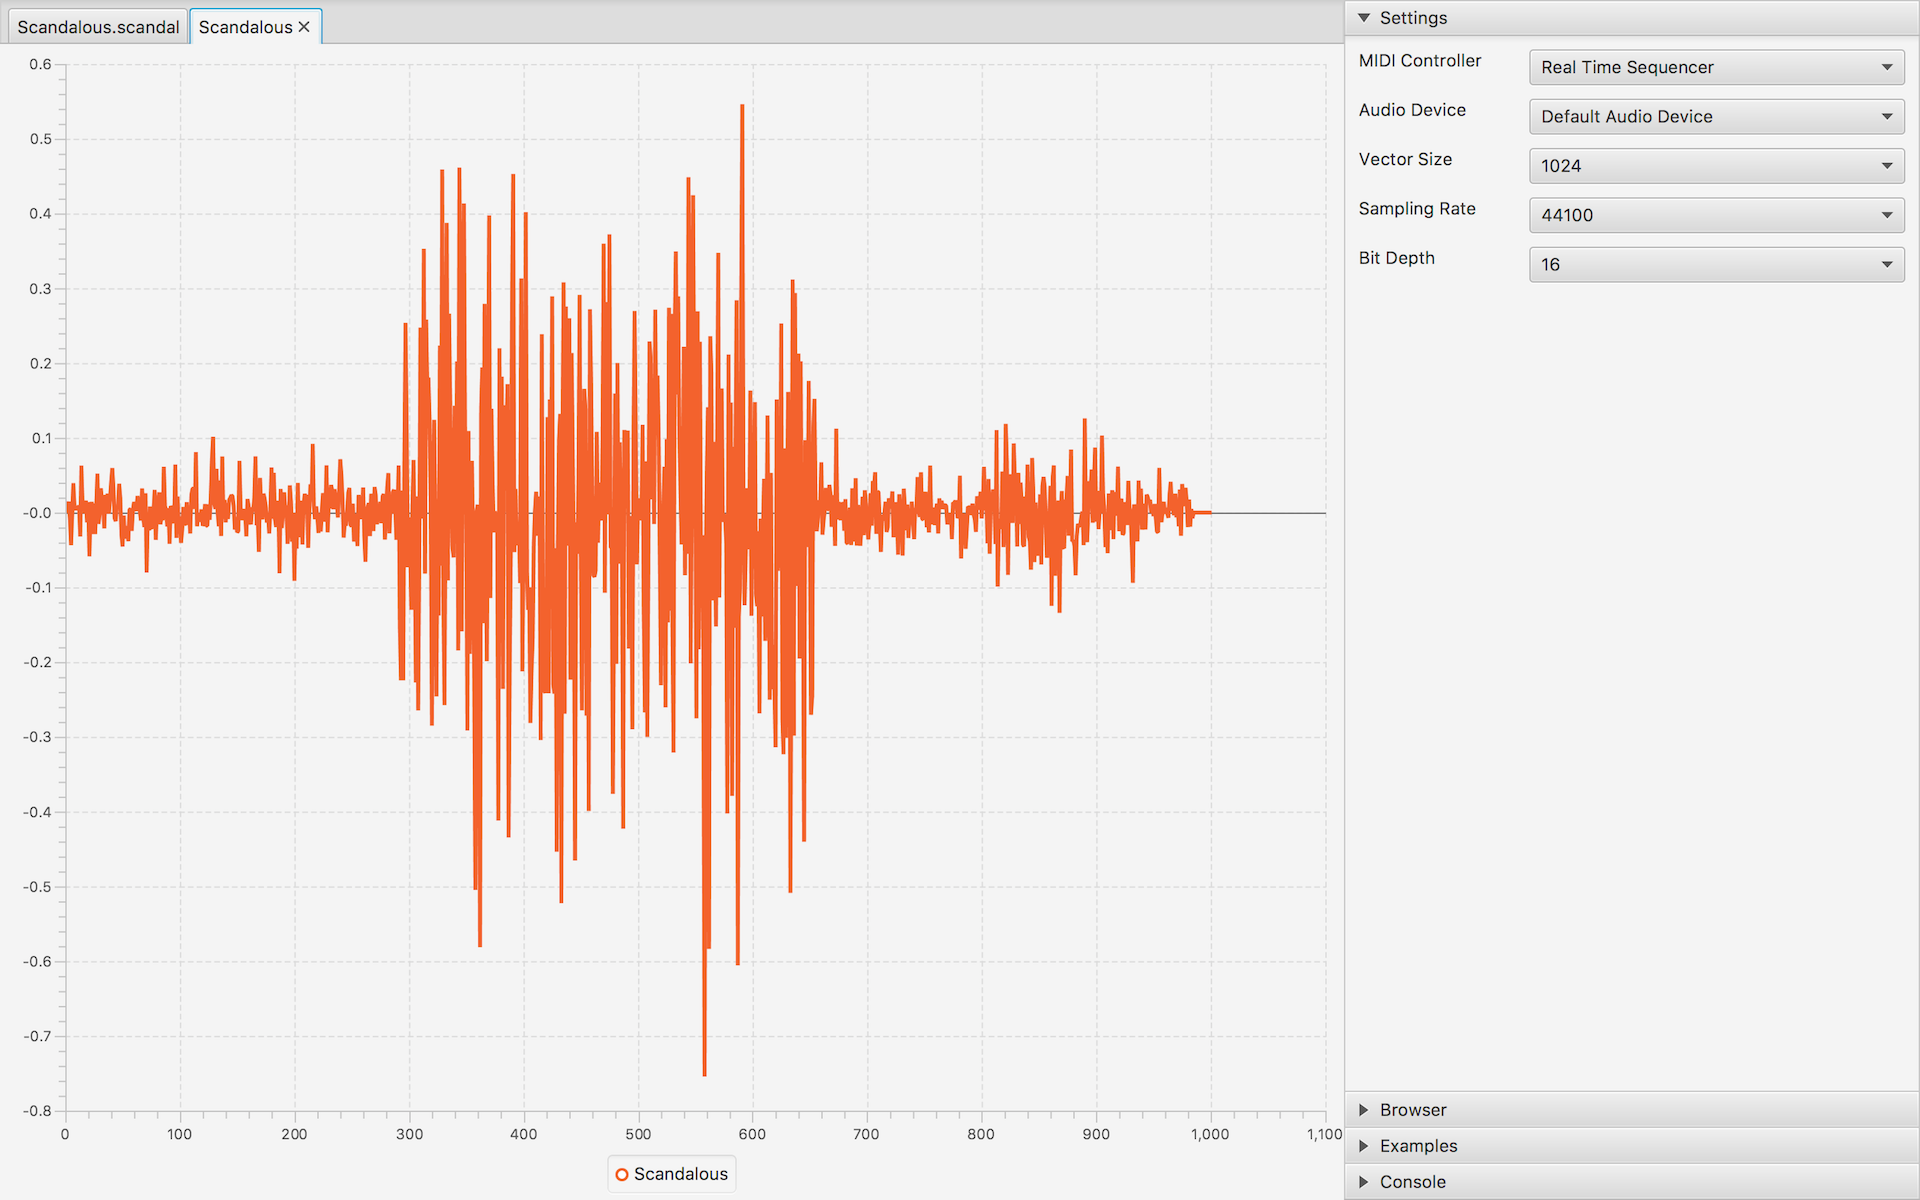 Scandalous.scandal
Scandalous
0.6
0.5
0.4
0.3
0.2
0.1
-0.0
-0.1
-0.2
-0.3
-0.4
-0.5
-0.6
-0.7
-0.8
0 100 200 300 400 500 600 700 800 900 1,000 1,100
Scandalous
Settings
MIDI Controller Real Time Sequencer
Audio Device Default Audio Device
Vector Size 1024
Sampling Rate 44100
Bit Depth 16
Browser
Examples
Console